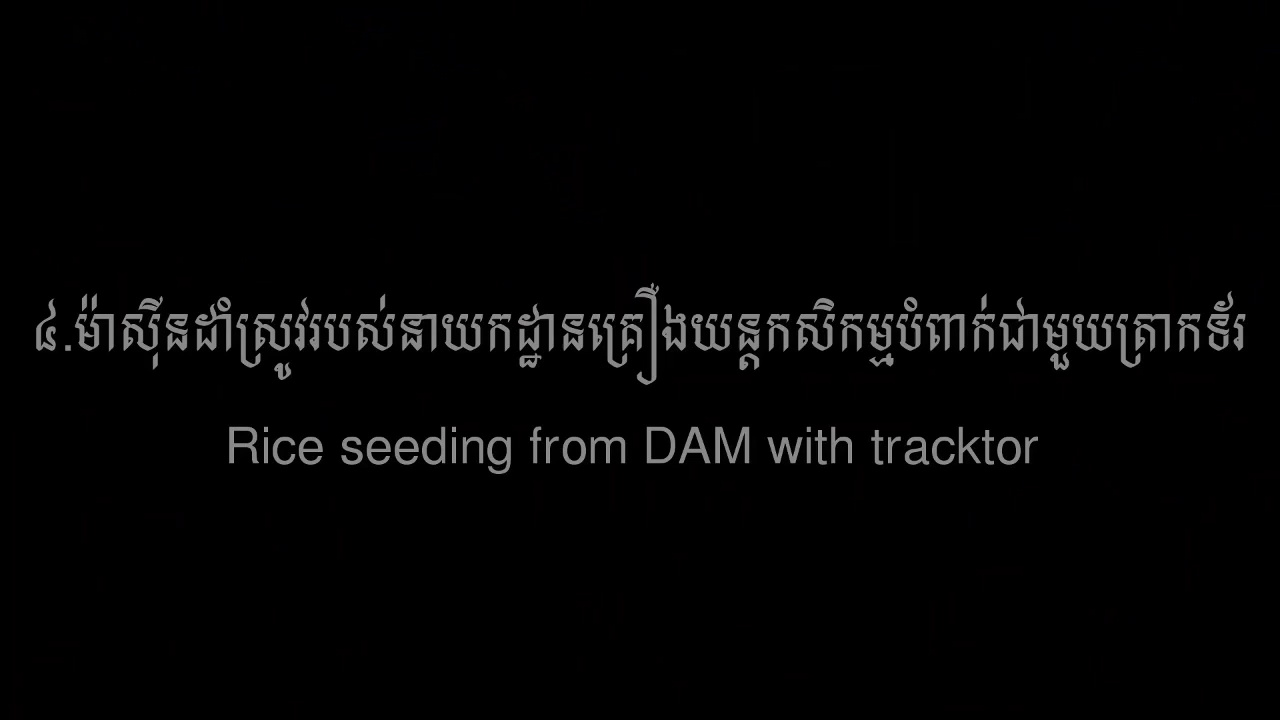 ៤.ម៉ាស៊ីនដាំស្រូវរបស់នាយកដ្ឋានគ្រឿងយន្តកសិកម្មបំពាក់ជាមួយត្រាកទ័រ
Rice seeding from DAM with tracktor